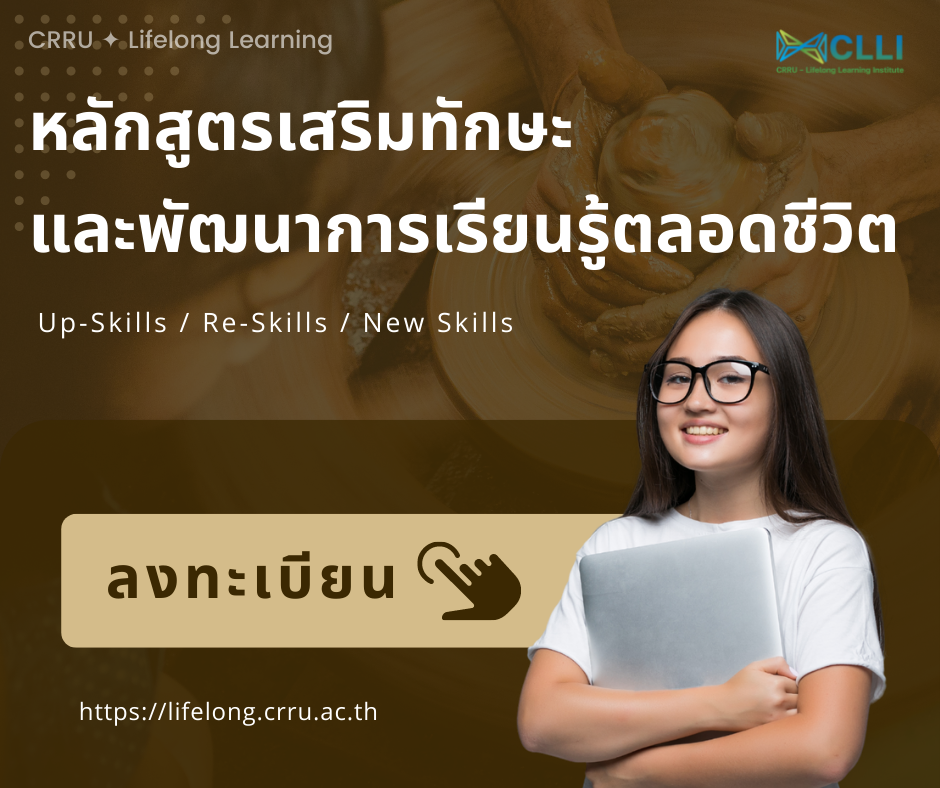 CRRU ✦ Lifelong Learning
CLLI
CRRU - Lifelong Learning Institute
หลักสูตรเสริมทักษะ
และพัฒนาการเรียนรู้ตลอดชีวิต
Up-Skills / Re-Skills / New Skills
ลงทะเบียน
https://lifelong.crru.ac.th